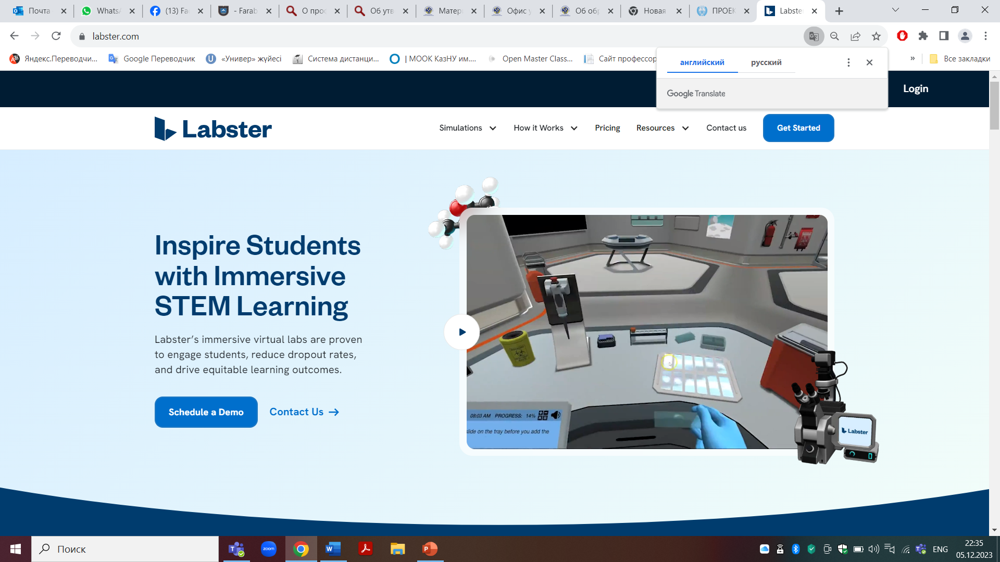 Почта
WhatsA
(13) Fa
- Farab
О прос
Об утв
Матер
Офис у
Об обр
Новая
ПРОЕК
Labster
labster.com
Яндекс.Переводчи...
Google Переводчик
«Универ» жүйесі
Система дистанци...
| МООК КазНУ им....
Open Master Class...
Сайт профессор
»
Все закладки
английский
русский
Google Translate
Login
Labster
Simulations
How it Works
Pricing
Resources
Contact us
Get Started
Inspire Students
with Immersive
STEM Learning
Labster’s immersive virtual labs are proven
to engage students, reduce dropout rates,
and drive equitable learning outcomes.
Schedule a Demo
Contact Us →
08:03 AM PROGRESS: 14%
slide on the tray before you add the
Labster
Поиск
zoom
ENG
22:35
05.12.2023